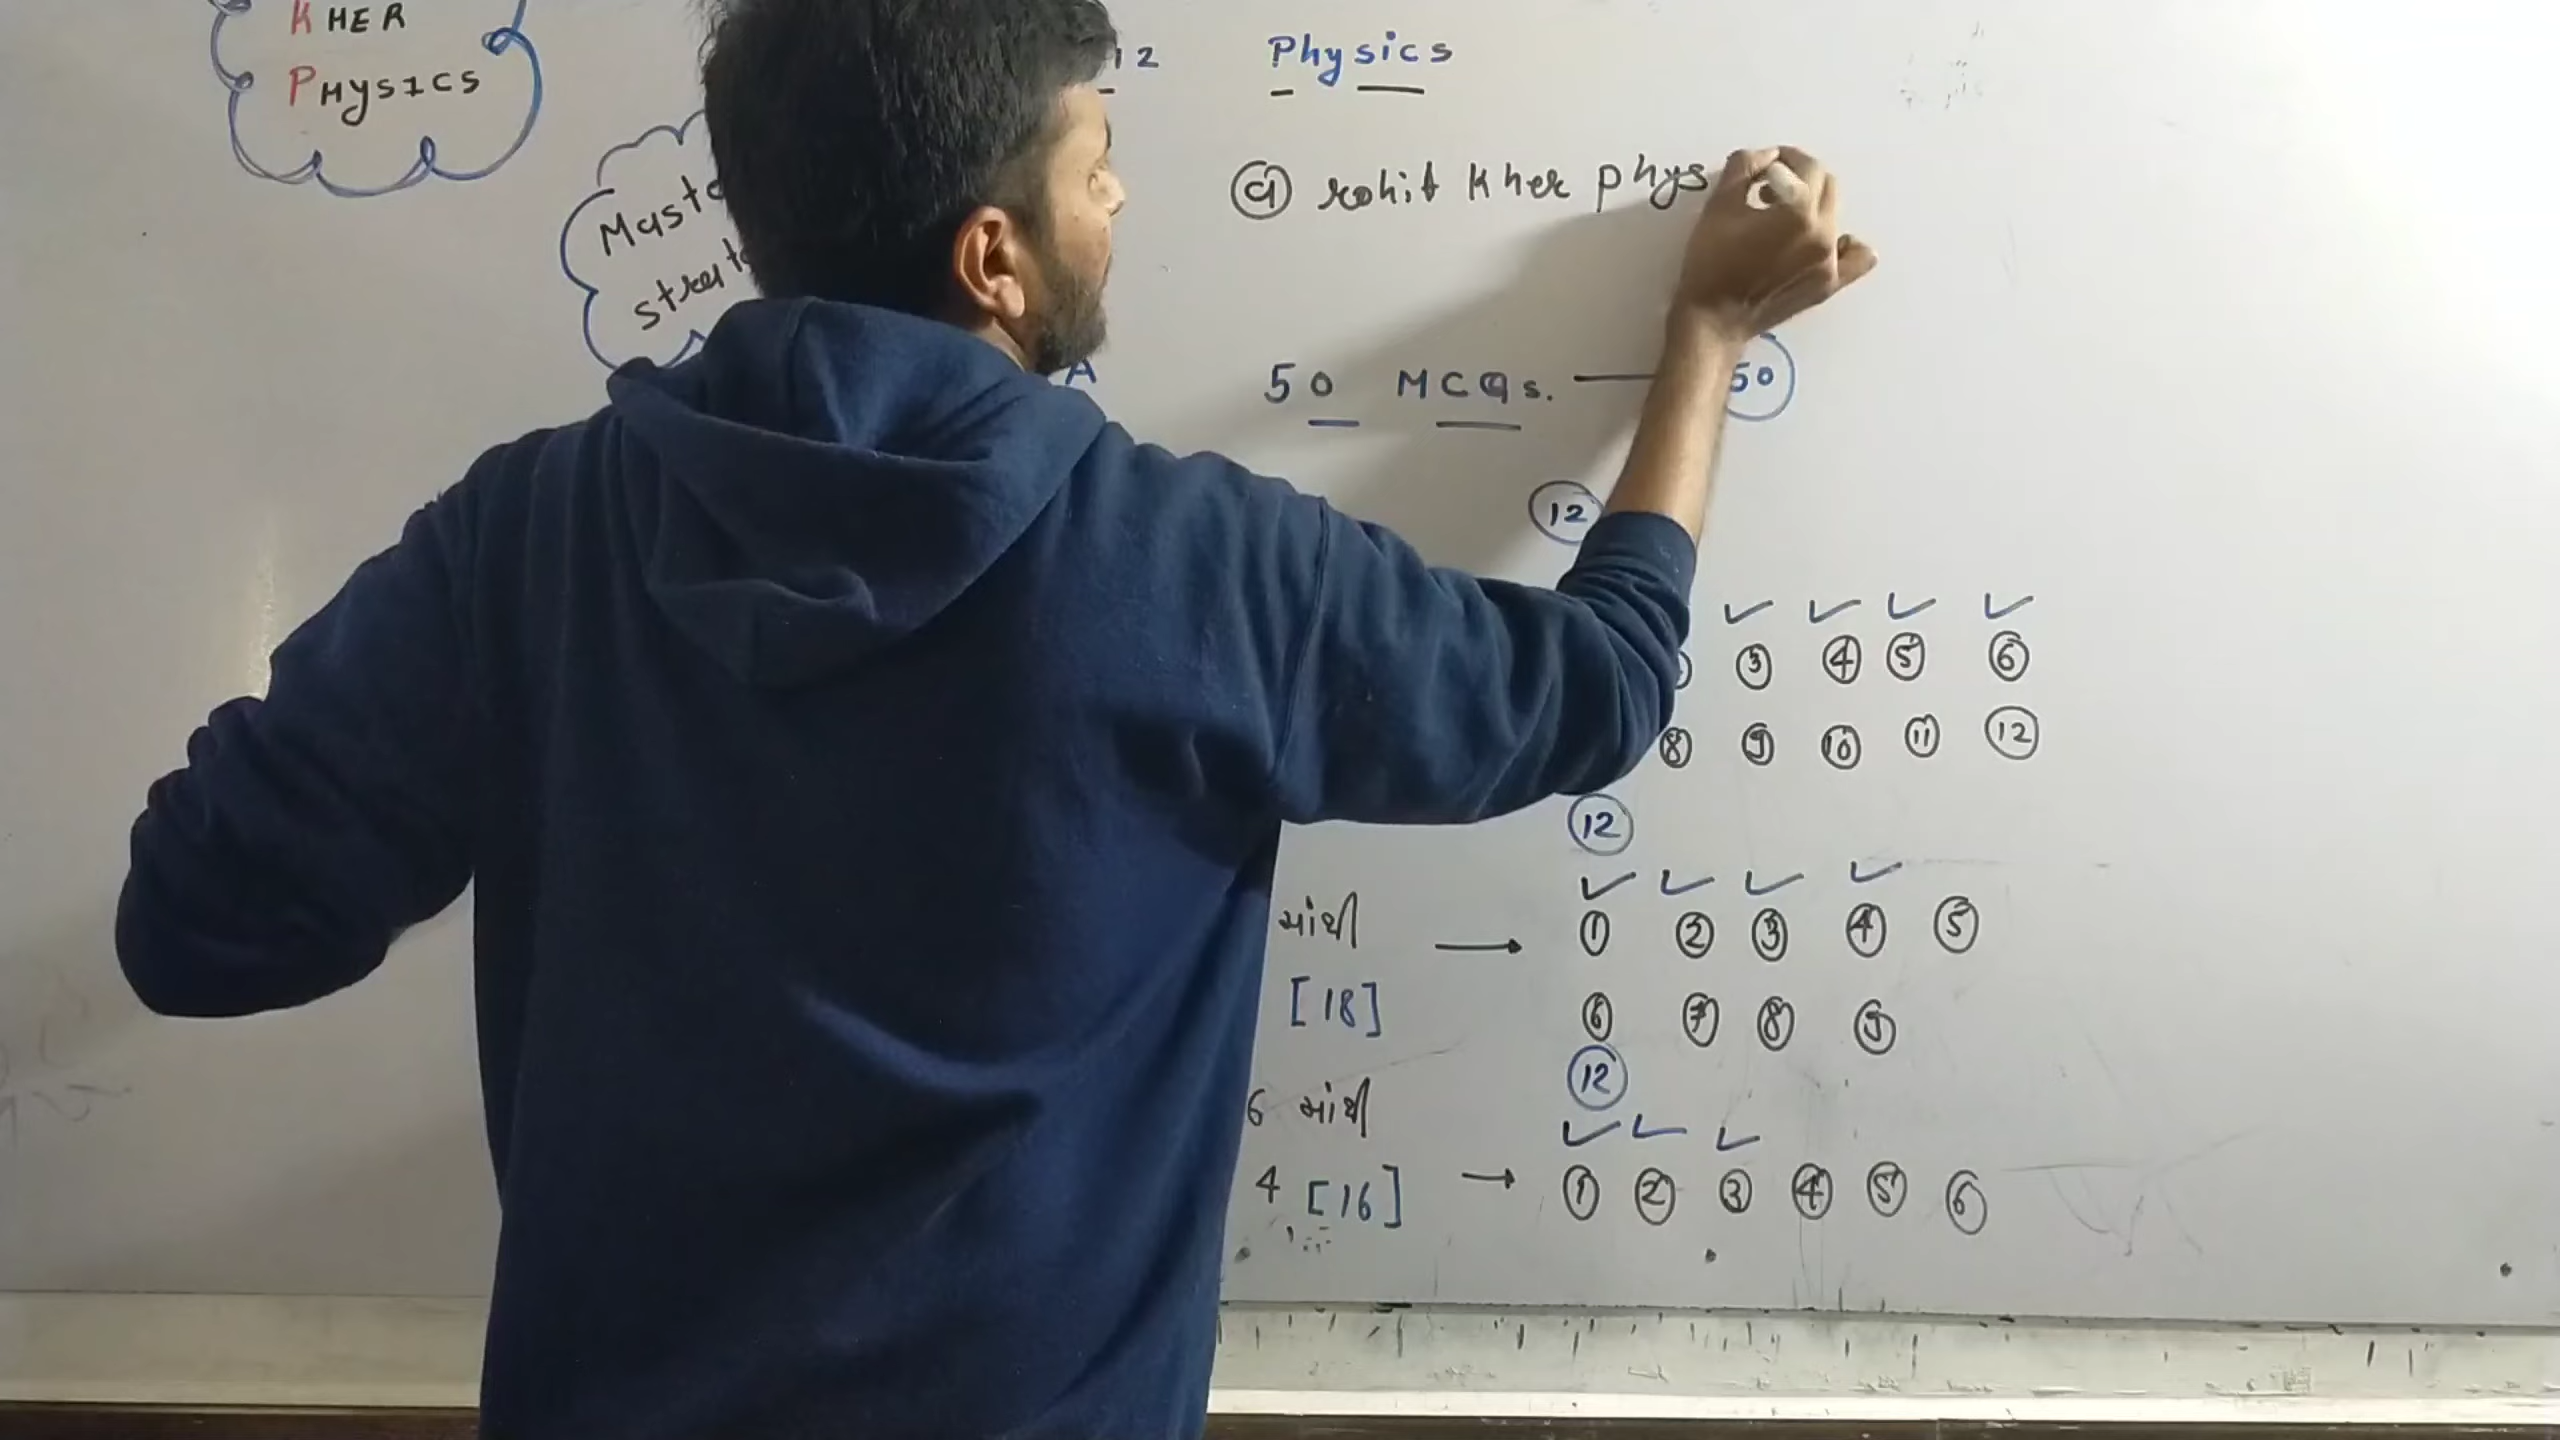 KHER
PHYSICS
12 Physics
@ rohit kher phys
A 50 MCQs. — 50
12
✓ ✓ ✓ ✓
3 4 5 6
8 9 10 11 12
12
✓ ✓ ✓ ✓
માંથી → 1 2 3 4 5
[18] 6 7 8 9
12
6 માંથી
✓ ✓ ✓
4 [16] → 1 2 3 4 5 6